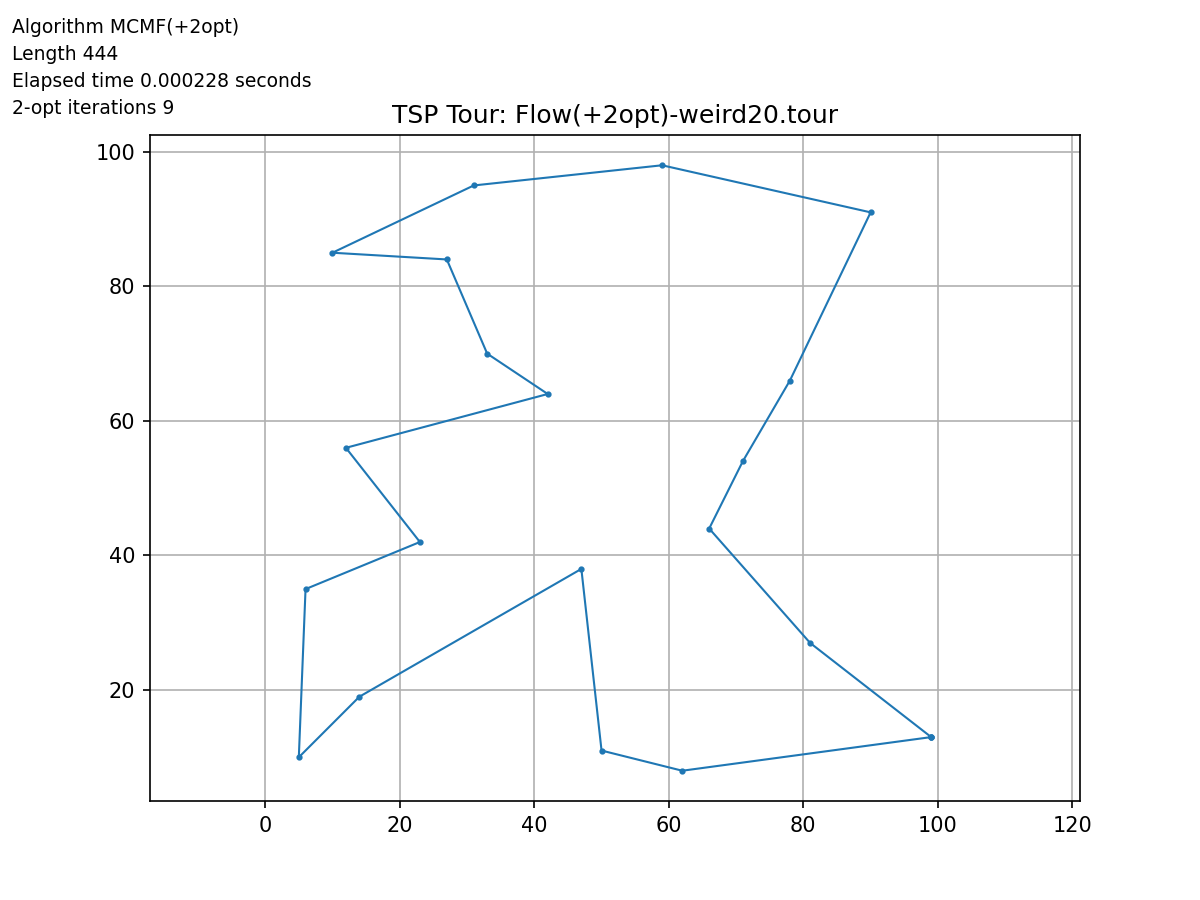 Algorithm MCMF(+2opt)
Length 444
Elapsed time 0.000228 seconds
2-opt iterations 9
TSP Tour: Flow(+2opt)-weird20.tour
100
80
60
40
20
0 20 40 60 80 100 120